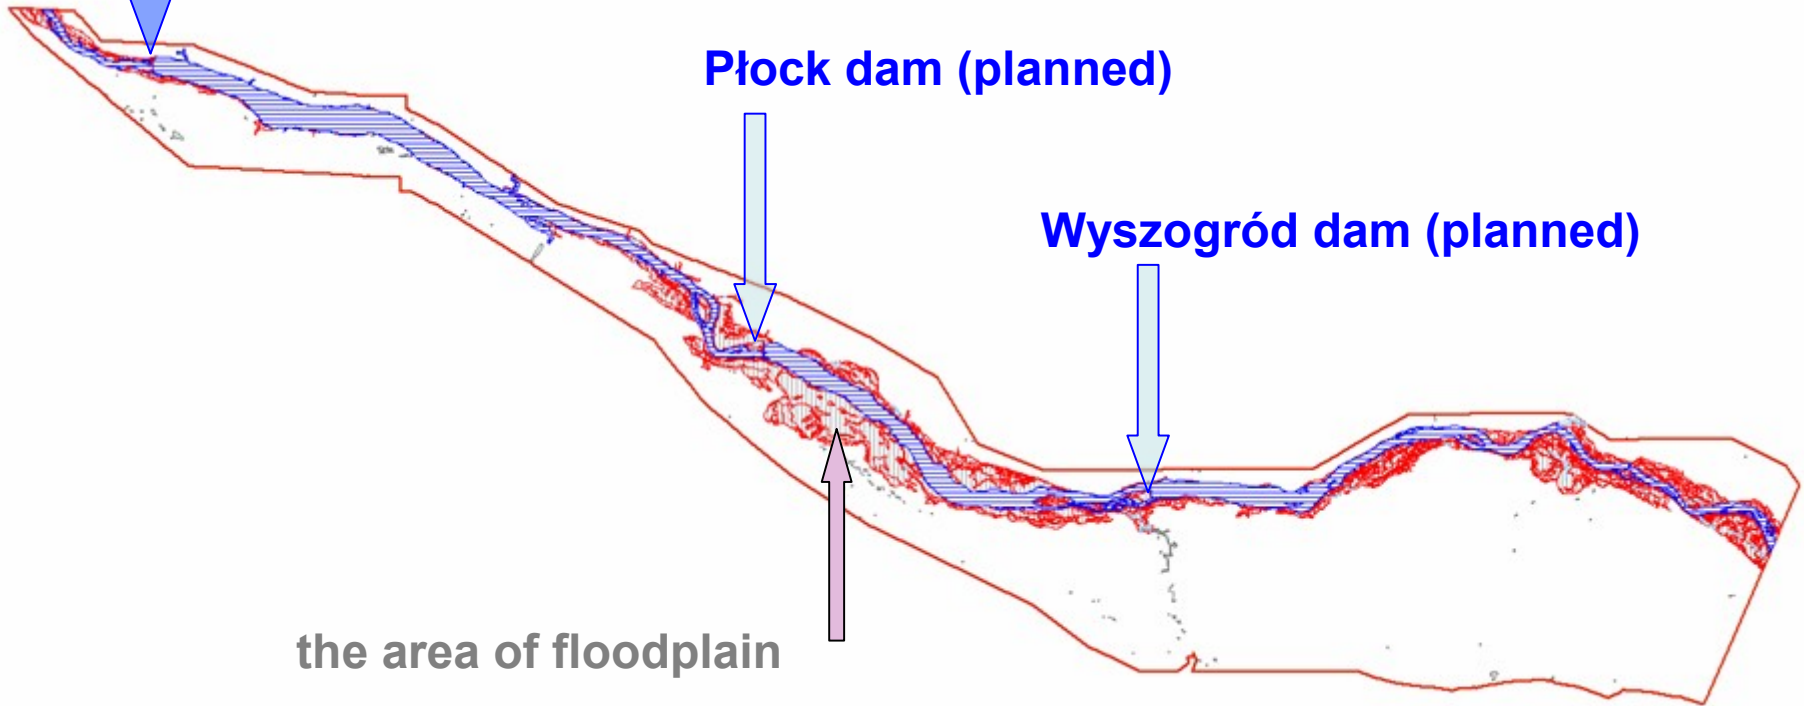 Płock dam (planned)
Wyszogród dam (planned)
the area of floodplain